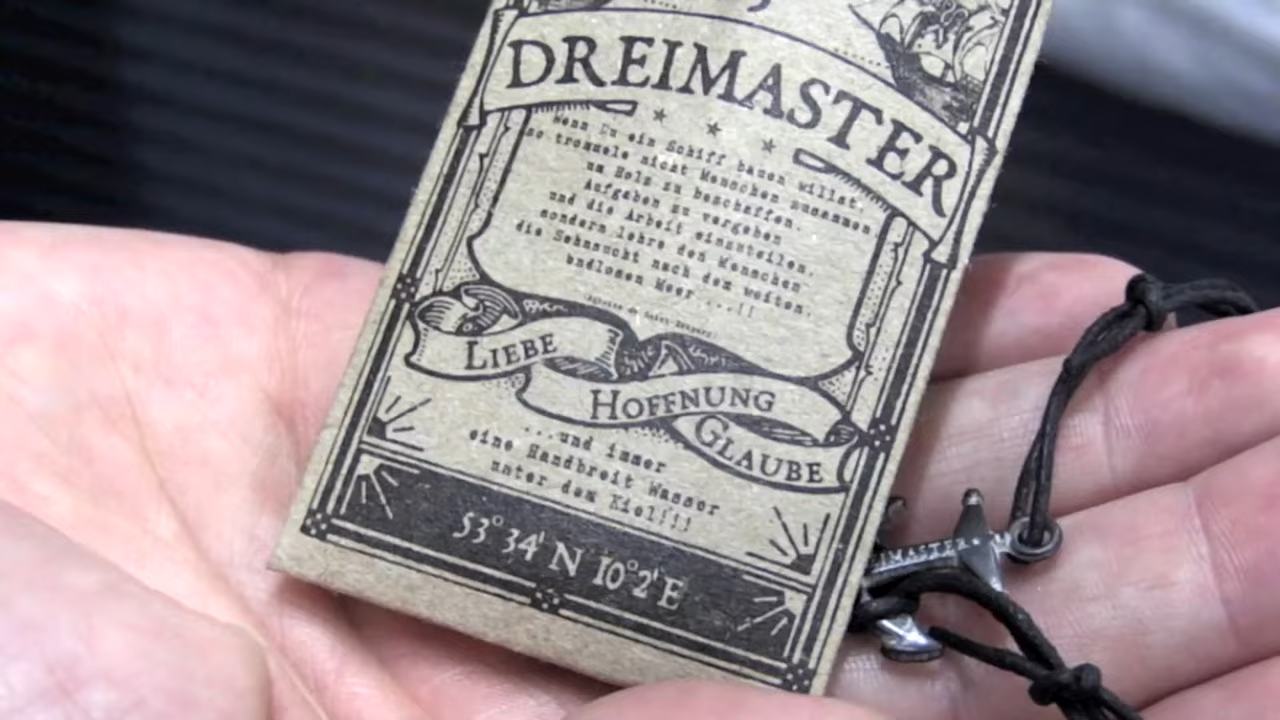 DREIMASTER
Wenn Du ein Schiff bauen willst,
so trommele nicht Menschen zusammen
um Holz zu beschaffen,
Aufgaben zu vergeben
und die Arbeit einzuteilen,
sondern lehre den Menschen
die Sehnsucht nach dem weiten,
endlosen Meer ...!!
LIEBE
HOFFNUNG
GLAUBE
...und immer
eine Handbreit Wasser
unter dem Kiel!!!
53° 34' N 10° 2' E
IMASTER